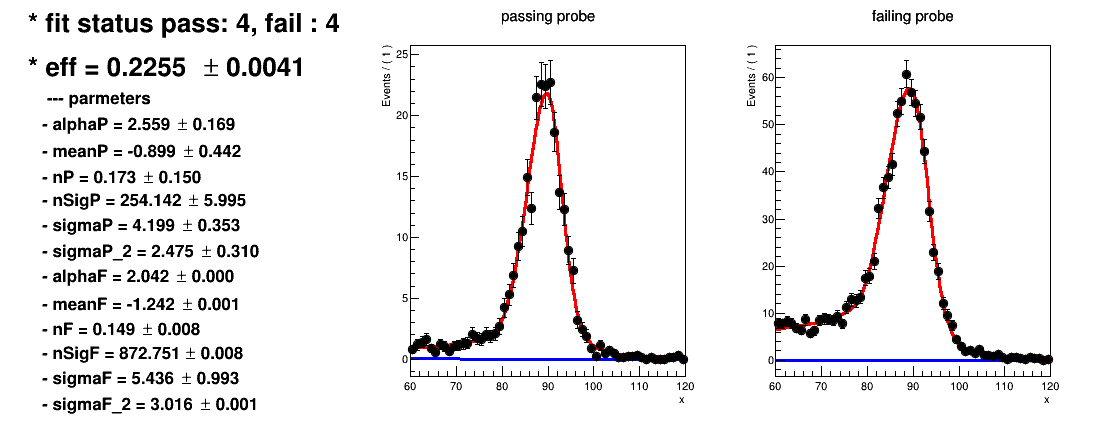 * fit status pass: 4, fail : 4
* eff = 0.2255 ± 0.0041
--- parmeters
- alphaP = 2.559 ± 0.169
- meanP = -0.899 ± 0.442
- nP = 0.173 ± 0.150
- nSigP = 254.142 ± 5.995
- sigmaP = 4.199 ± 0.353
- sigmaP_2 = 2.475 ± 0.310
- alphaF = 2.042 ± 0.000
- meanF = -1.242 ± 0.001
- nF = 0.149 ± 0.008
- nSigF = 872.751 ± 0.008
- sigmaF = 5.436 ± 0.993
- sigmaF_2 = 3.016 ± 0.001
passing probe
Events / ( 1 )
25
20
15
10
5
0
60 70 80 90 100 110 120
x
failing probe
Events / ( 1 )
60
50
40
30
20
10
0
60 70 80 90 100 110 120
x